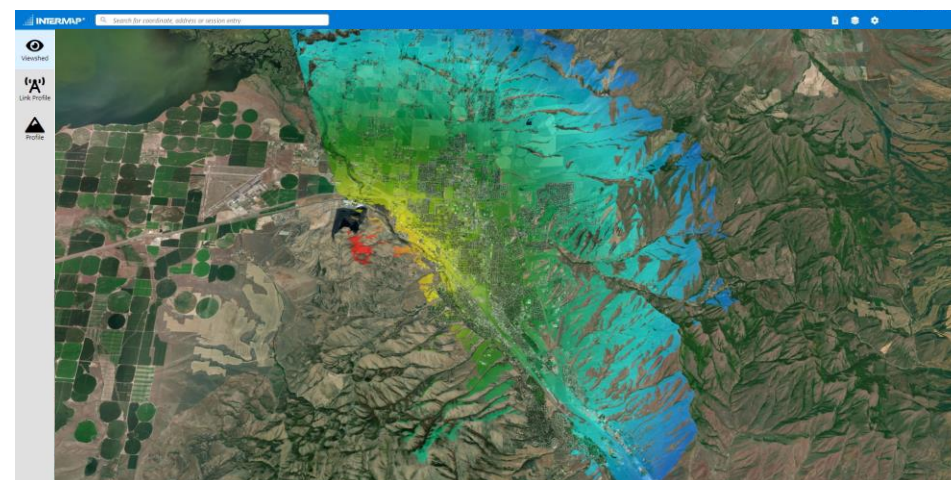 INTERMAP®
Search for coordinate, address or session entry
Viewshed
Link Profile
Profile